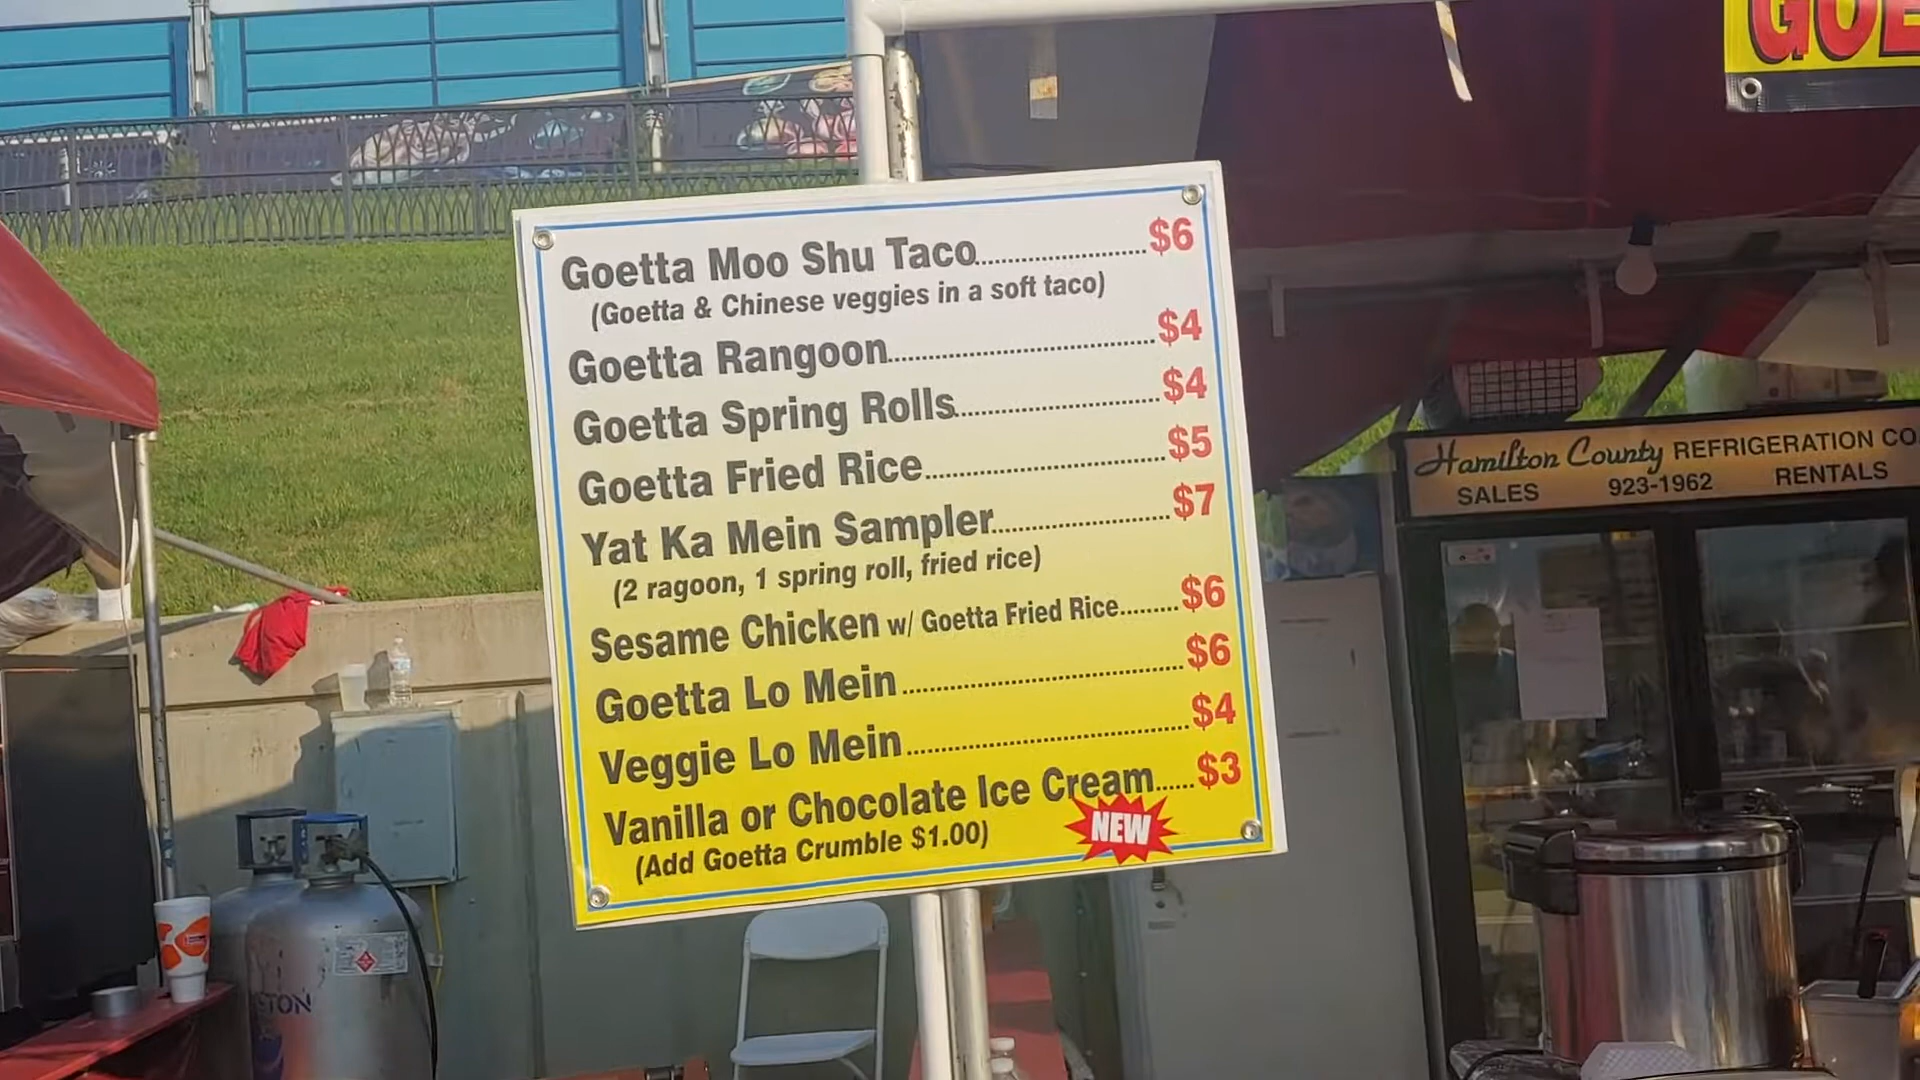 GOE
Goetta Moo Shu Taco........................$6
(Goetta & Chinese veggies in a soft taco)
Goetta Rangoon......................................$4
Goetta Spring Rolls.............................$4
Goetta Fried Rice..................................$5
Yat Ka Mein Sampler.........................$7
(2 ragoon, 1 spring roll, fried rice)
Sesame Chicken w/ Goetta Fried Rice.........$6
Goetta Lo Mein.......................................$6
Veggie Lo Mein.......................................$4
Vanilla or Chocolate Ice Cream......$3
(Add Goetta Crumble $1.00)
NEW
Hamilton County REFRIGERATION CO
SALES 923-1962 RENTALS